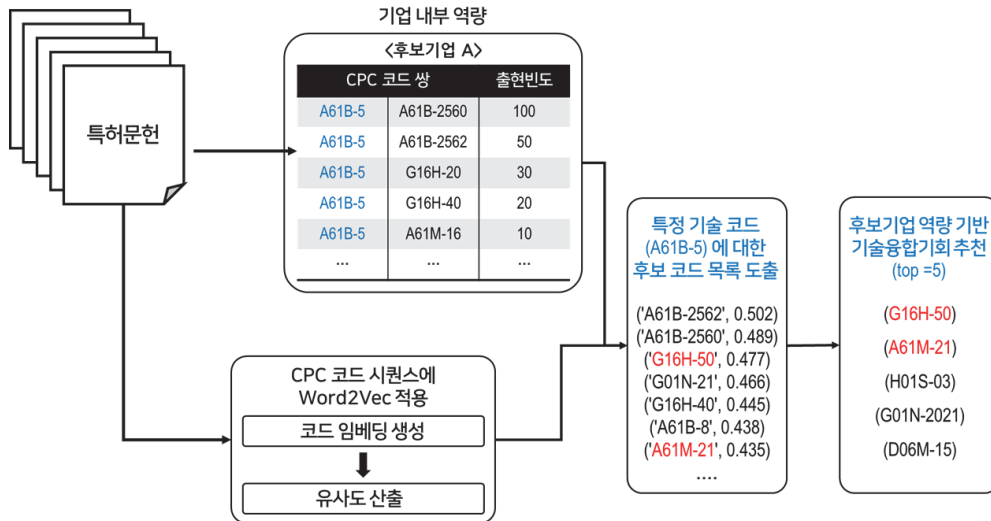 특허문헌
기업 내부 역량
<후보기업 A>
CPC 코드 쌍 출현빈도
A61B-5 A61B-2560 100
A61B-5 A61B-2562 50
A61B-5 G16H-20 30
A61B-5 G16H-40 20
A61B-5 A61M-16 10
... ... ...
CPC 코드 시퀀스에
Word2Vec 적용
코드 임베딩 생성
유사도 산출
특정 기술 코드
(A61B-5) 에 대한
후보 코드 목록 도출
('A61B-2562', 0.502)
('A61B-2560', 0.489)
('G16H-50', 0.477)
('G01N-21', 0.466)
('G16H-40', 0.445)
('A61B-8', 0.438)
('A61M-21', 0.435)
....
후보기업 역량 기반
기술융합기회 추천
(top =5)
(G16H-50)
(A61M-21)
(H01S-03)
(G01N-2021)
(D06M-15)